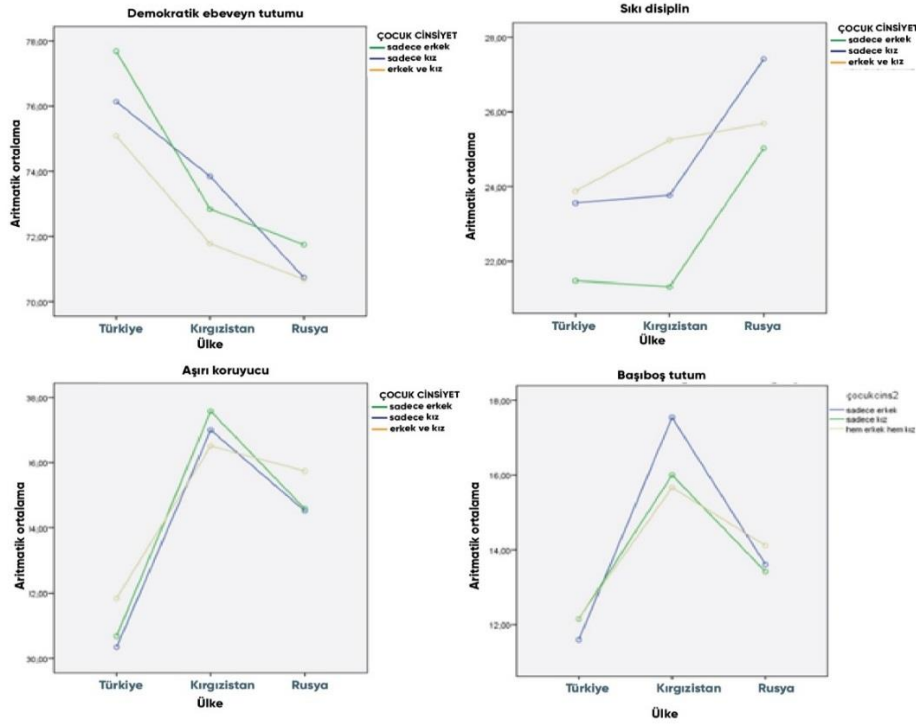 Demokratik ebeveyn tutumu
ÇOCUK CİNSİYET
sadece erkek
sadece kız
erkek ve kız
78,00
76,00
74,00
72,00
70,00
Aritmatik ortalama
Türkiye
Kırgızistan
Rusya
Ülke
Sıkı disiplin
ÇOCUK CİNSİYET
sadece erkek
sadece kız
erkek ve kız
28,00
26,00
24,00
22,00
Aritmatik ortalama
Türkiye
Kırgızistan
Rusya
Ülke
Aşırı koruyucu
ÇOCUK CİNSİYET
sadece erkek
sadece kız
erkek ve kız
Aritmatik ortalama
Türkiye
Kırgızistan
Rusya
Ülke
Başıboş tutum
çocukcins2
sadece erkek
sadece kız
hem erkek hem kız
18,00
16,00
14,00
12,00
Aritmatik ortalama
Türkiye
Kırgızistan
Rusya
Ülke